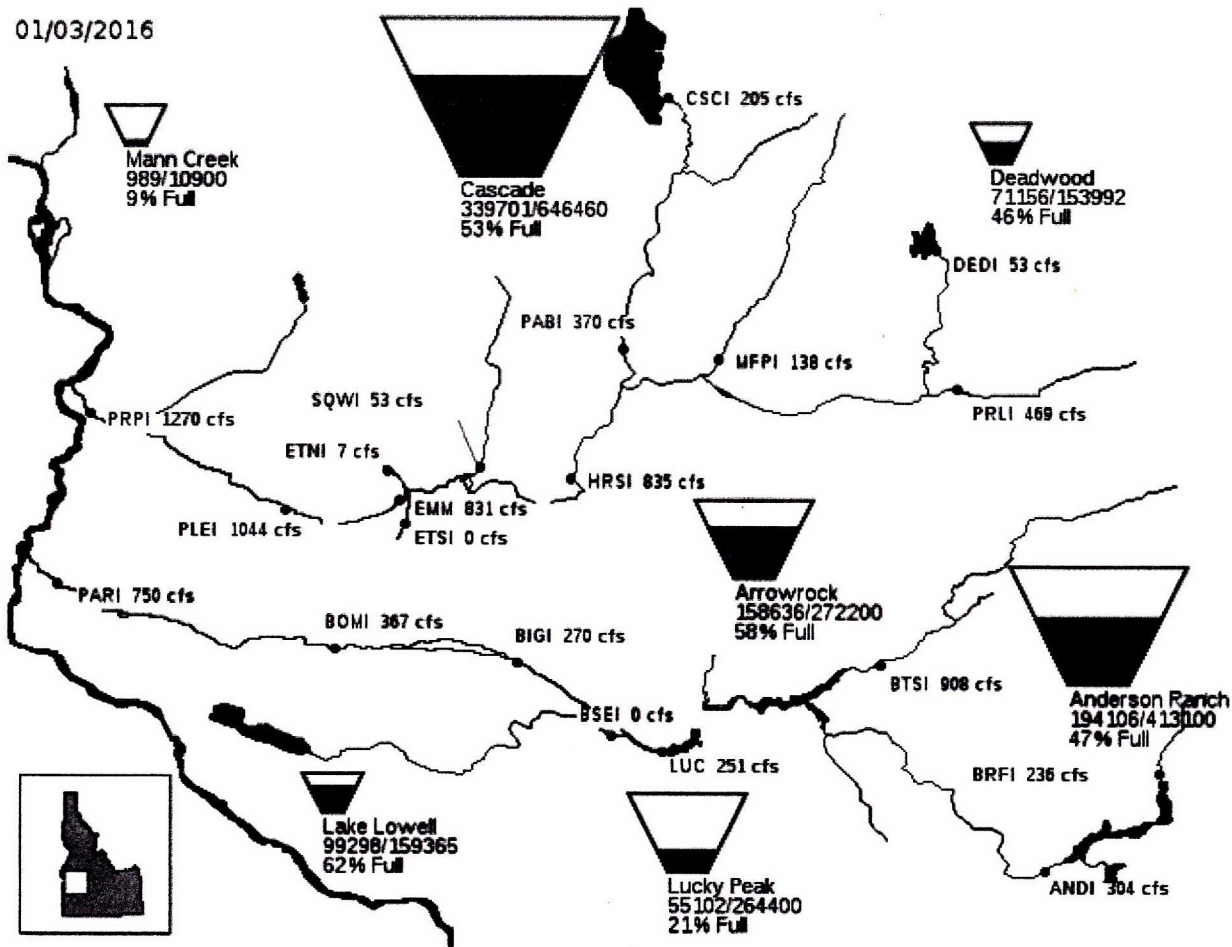 01/03/2016
CSCI 205 cfs
Mann Creek
989/10900
9% Full
Cascade
339701/646460
53% Full
Deadwood
71156/153992
46% Full
DEDI 53 cfs
PABI 370 cfs
MFPI 138 cfs
SQWI 53 cfs
PRPI 1270 cfs
PRLI 469 cfs
ETNI 7 cfs
HRSI 835 cfs
EMM 831 cfs
PLEI 1044 cfs
ETSI 0 cfs
Arrowrock
158636/272200
58% Full
PARI 750 cfs
BOMI 367 cfs
BIGI 270 cfs
BTSI 908 cfs
Anderson Ranch
194106/413100
47% Full
BSEI 0 cfs
LUC 251 cfs
BRFI 236 cfs
Lake Lowell
99298/159365
62% Full
Lucky Peak
55102/264400
21% Full
ANDI 304 cfs